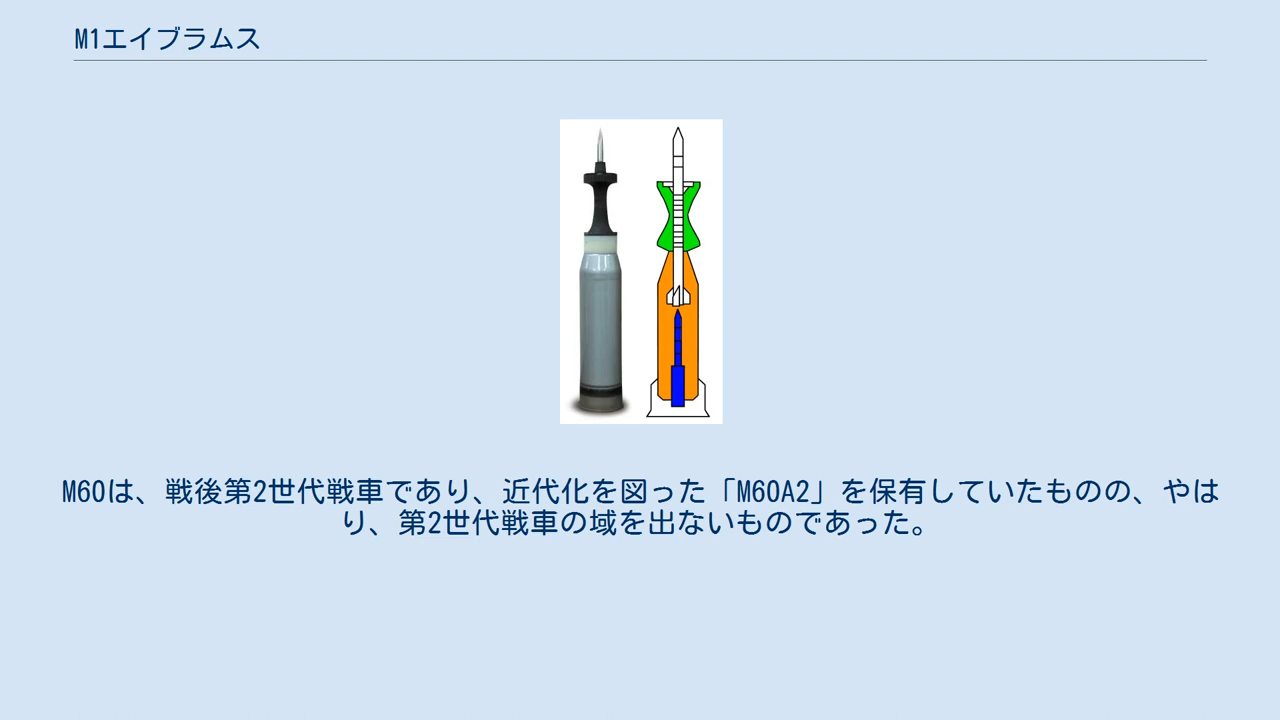 M1エイブラムス
M60は、戦後第2世代戦車であり、近代化を図った「M60A2」を保有していたものの、やは
り、第2世代戦車の域を出ないものであった。